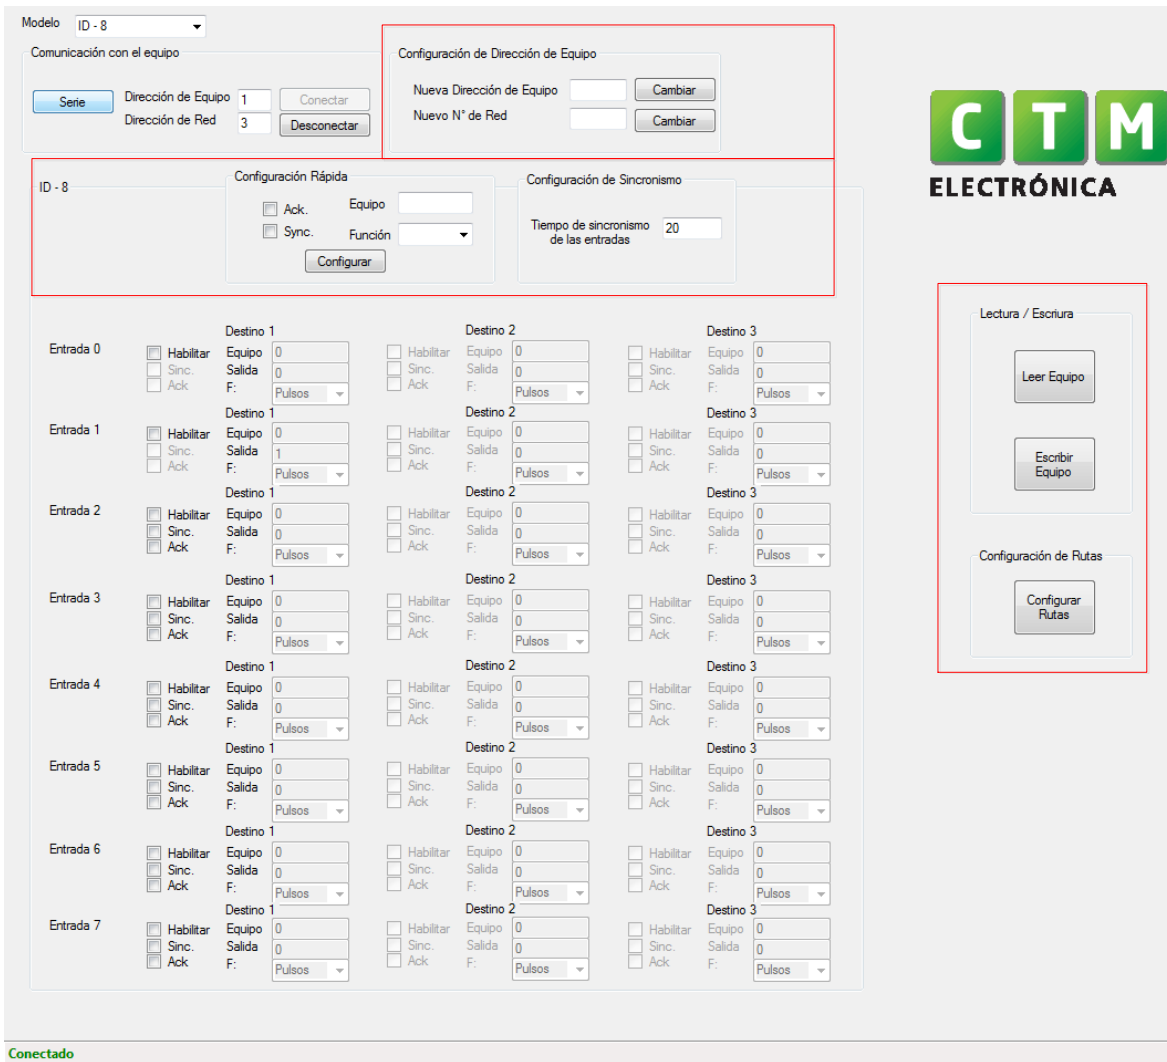 Modelo ID - 8
Comunicación con el equipo
Serie
Dirección de Equipo 1 Conectar
Dirección de Red 3 Desconectar
Configuración de Dirección de Equipo
Nueva Dirección de Equipo Cambiar
Nuevo N° de Red Cambiar
CTM
ELECTRÓNICA
ID - 8
Configuración Rápida
Ack. Equipo
Sync. Función
Configurar
Configuración de Sincronismo
Tiempo de sincronismo 20
de las entradas
Lectura / Escriura
Leer Equipo
Escribir
Equipo
Configuración de Rutas
Configurar
Rutas
Destino 1 Destino 2 Destino 3
Entrada 0 Habilitar Equipo 0 Habilitar Equipo 0 Habilitar Equipo 0
Sinc. Salida 0 Sinc. Salida 0 Sinc. Salida 0
Ack F: Pulsos Ack F: Pulsos Ack F: Pulsos
Destino 1 Destino 2 Destino 3
Entrada 1 Habilitar Equipo 0 Habilitar Equipo 0 Habilitar Equipo 0
Sinc. Salida 1 Sinc. Salida 0 Sinc. Salida 0
Ack F: Pulsos Ack F: Pulsos Ack F: Pulsos
Destino 1 Destino 2 Destino 3
Entrada 2 Habilitar Equipo 0 Habilitar Equipo 0 Habilitar Equipo 0
Sinc. Salida 0 Sinc. Salida 0 Sinc. Salida 0
Ack F: Pulsos Ack F: Pulsos Ack F: Pulsos
Destino 1 Destino 2 Destino 3
Entrada 3 Habilitar Equipo 0 Habilitar Equipo 0 Habilitar Equipo 0
Sinc. Salida 0 Sinc. Salida 0 Sinc. Salida 0
Ack F: Pulsos Ack F: Pulsos Ack F: Pulsos
Destino 1 Destino 2 Destino 3
Entrada 4 Habilitar Equipo 0 Habilitar Equipo 0 Habilitar Equipo 0
Sinc. Salida 0 Sinc. Salida 0 Sinc. Salida 0
Ack F: Pulsos Ack F: Pulsos Ack F: Pulsos
Destino 1 Destino 2 Destino 3
Entrada 5 Habilitar Equipo 0 Habilitar Equipo 0 Habilitar Equipo 0
Sinc. Salida 0 Sinc. Salida 0 Sinc. Salida 0
Ack F: Pulsos Ack F: Pulsos Ack F: Pulsos
Destino 1 Destino 2 Destino 3
Entrada 6 Habilitar Equipo 0 Habilitar Equipo 0 Habilitar Equipo 0
Sinc. Salida 0 Sinc. Salida 0 Sinc. Salida 0
Ack F: Pulsos Ack F: Pulsos Ack F: Pulsos
Destino 1 Destino 2 Destino 3
Entrada 7 Habilitar Equipo 0 Habilitar Equipo 0 Habilitar Equipo 0
Sinc. Salida 0 Sinc. Salida 0 Sinc. Salida 0
Ack F: Pulsos Ack F: Pulsos Ack F: Pulsos
Conectado